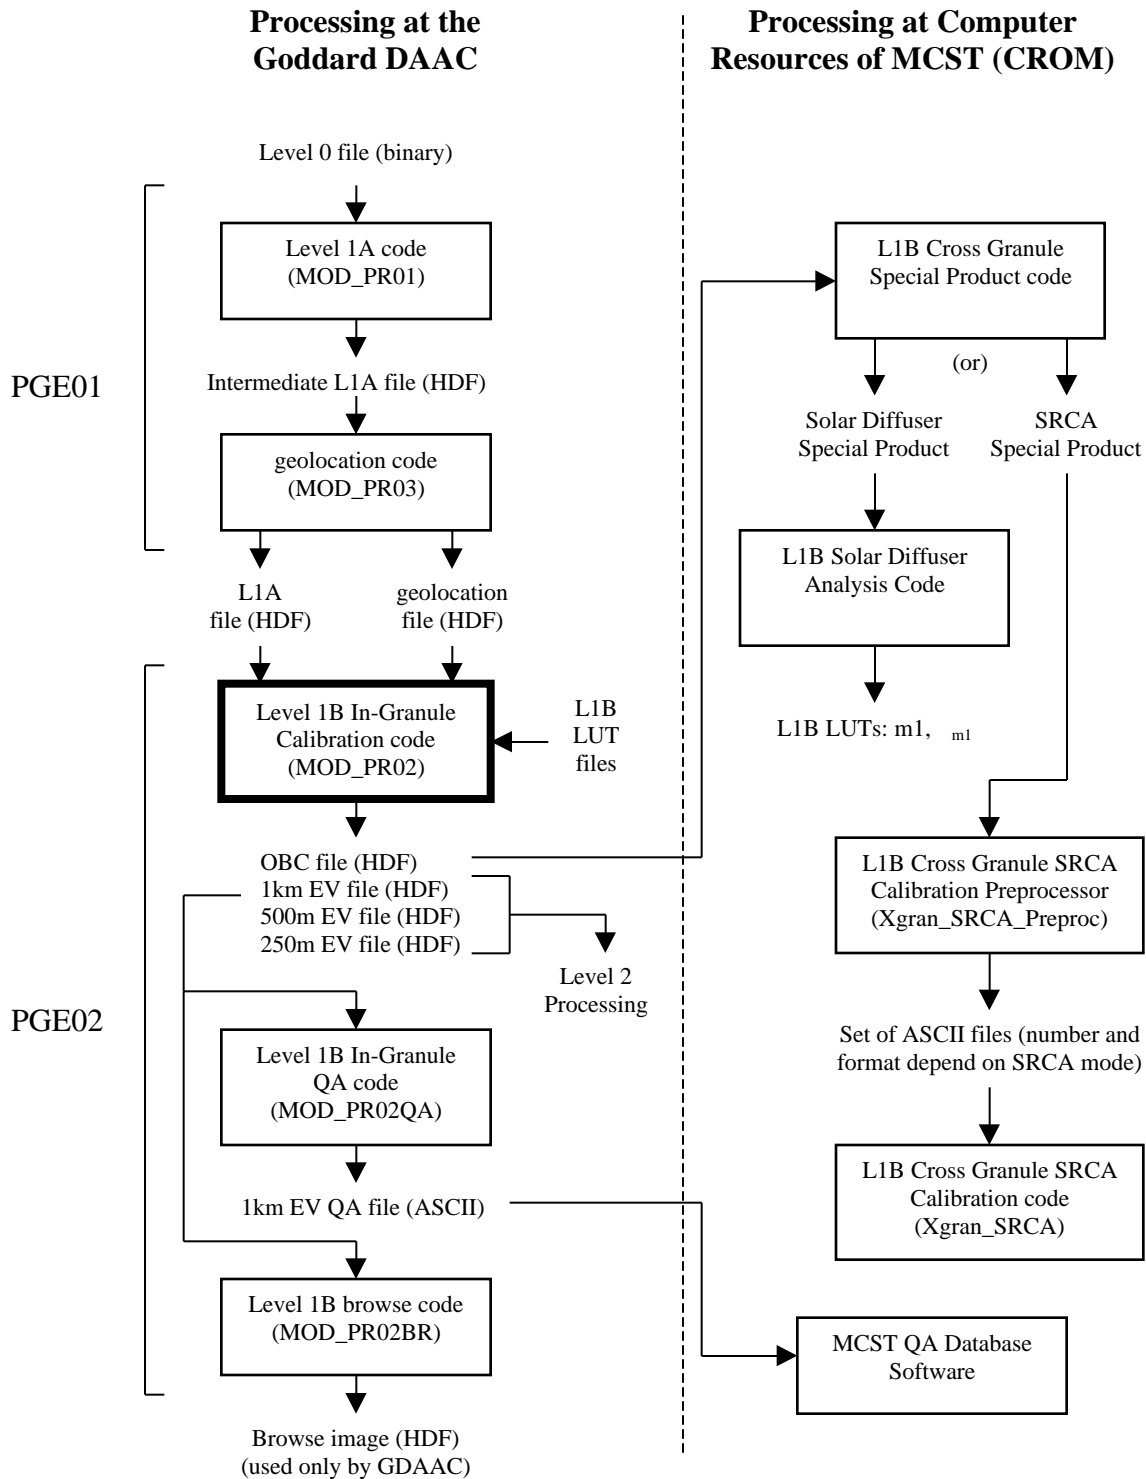 Processing at the
Goddard DAAC
Processing at Computer
Resources of MCST (CROM)
Level 0 file (binary)
PGE01
Level 1A code
(MOD_PR01)
Intermediate L1A file (HDF)
geolocation code
(MOD_PR03)
L1A
file (HDF)
geolocation
file (HDF)
PGE02
Level 1B In-Granule
Calibration code
(MOD_PR02)
L1B
LUT
files
OBC file (HDF)
1km EV file (HDF)
500m EV file (HDF)
250m EV file (HDF)
Level 2
Processing
Level 1B In-Granule
QA code
(MOD_PR02QA)
1km EV QA file (ASCII)
Level 1B browse code
(MOD_PR02BR)
Browse image (HDF)
(used only by GDAAC)
L1B Cross Granule
Special Product code
(or)
Solar Diffuser
Special Product
SRCA
Special Product
L1B Solar Diffuser
Analysis Code
L1B LUTs: m1, m1
L1B Cross Granule SRCA
Calibration Preprocessor
(Xgran_SRCA_Preproc)
Set of ASCII files (number and
format depend on SRCA mode)
L1B Cross Granule SRCA
Calibration code
(Xgran_SRCA)
MCST QA Database
Software